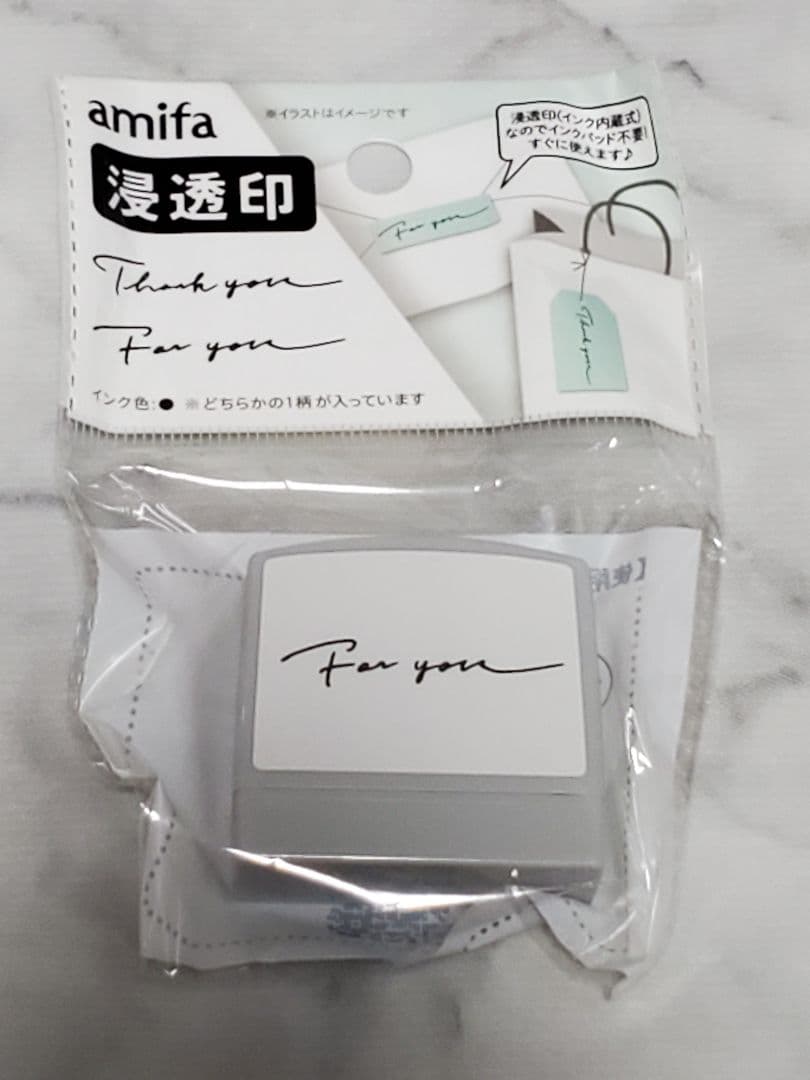 amifa
※イラストはイメージです
浸透印(インク内蔵式)
なのでインクパッド不要!
すぐに使えます♪
浸透印
For you
Thank you
Thank you
For you
インク色:● ※どちらかの1柄が入っています
For you